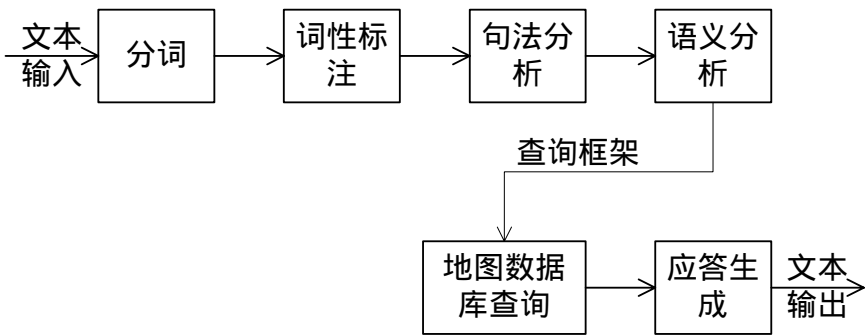 文本
输入
分词
词性标
注
句法分
析
语义分
析
查询框架
地图数据
库查询
应答生
成
文本
输出